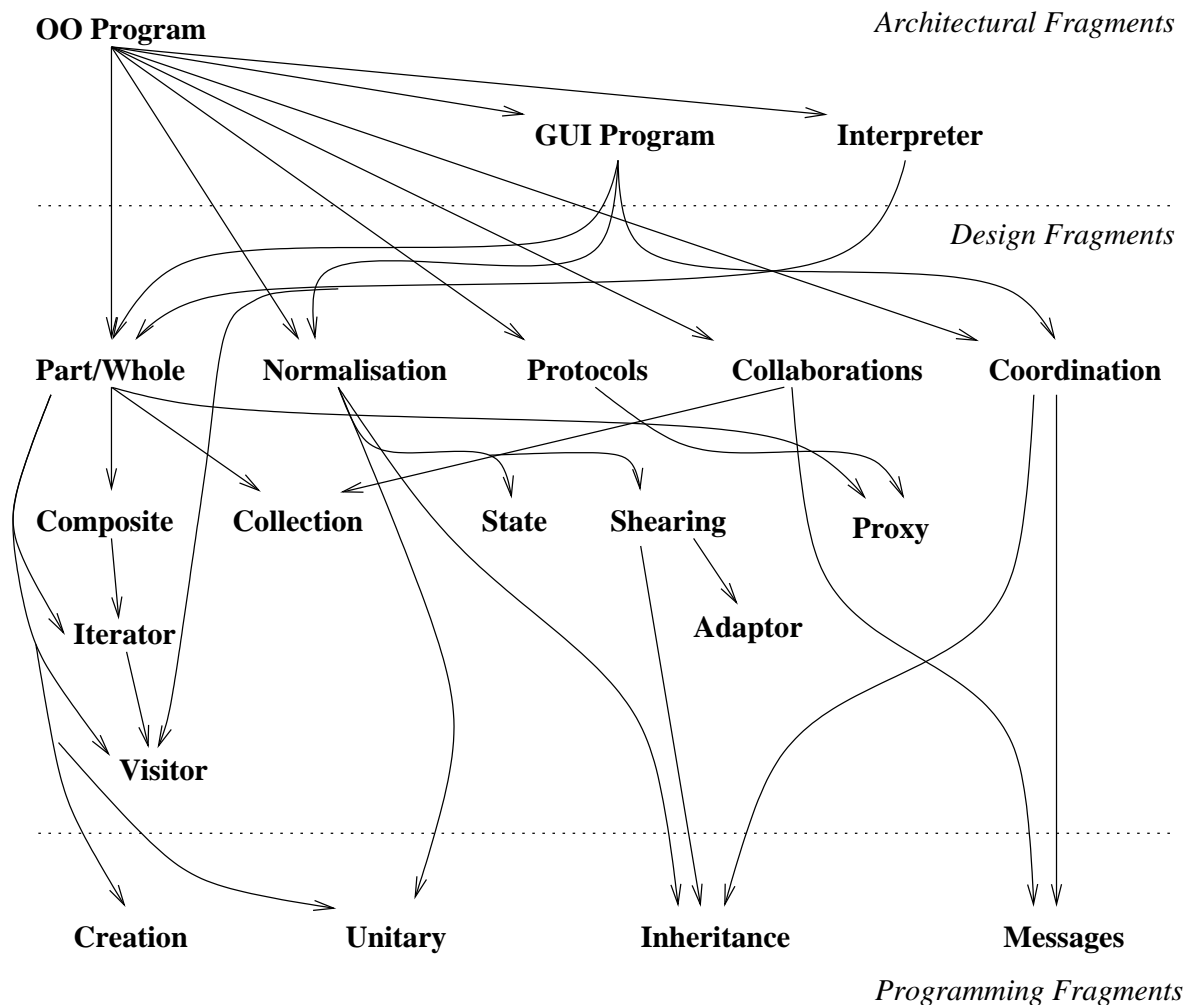 OO Program
Architectural Fragments
GUI Program
Interpreter
Design Fragments
Part/Whole
Normalisation
Protocols
Collaborations
Coordination
Composite
Collection
State
Shearing
Proxy
Iterator
Adaptor
Visitor
Creation
Unitary
Inheritance
Messages
Programming Fragments